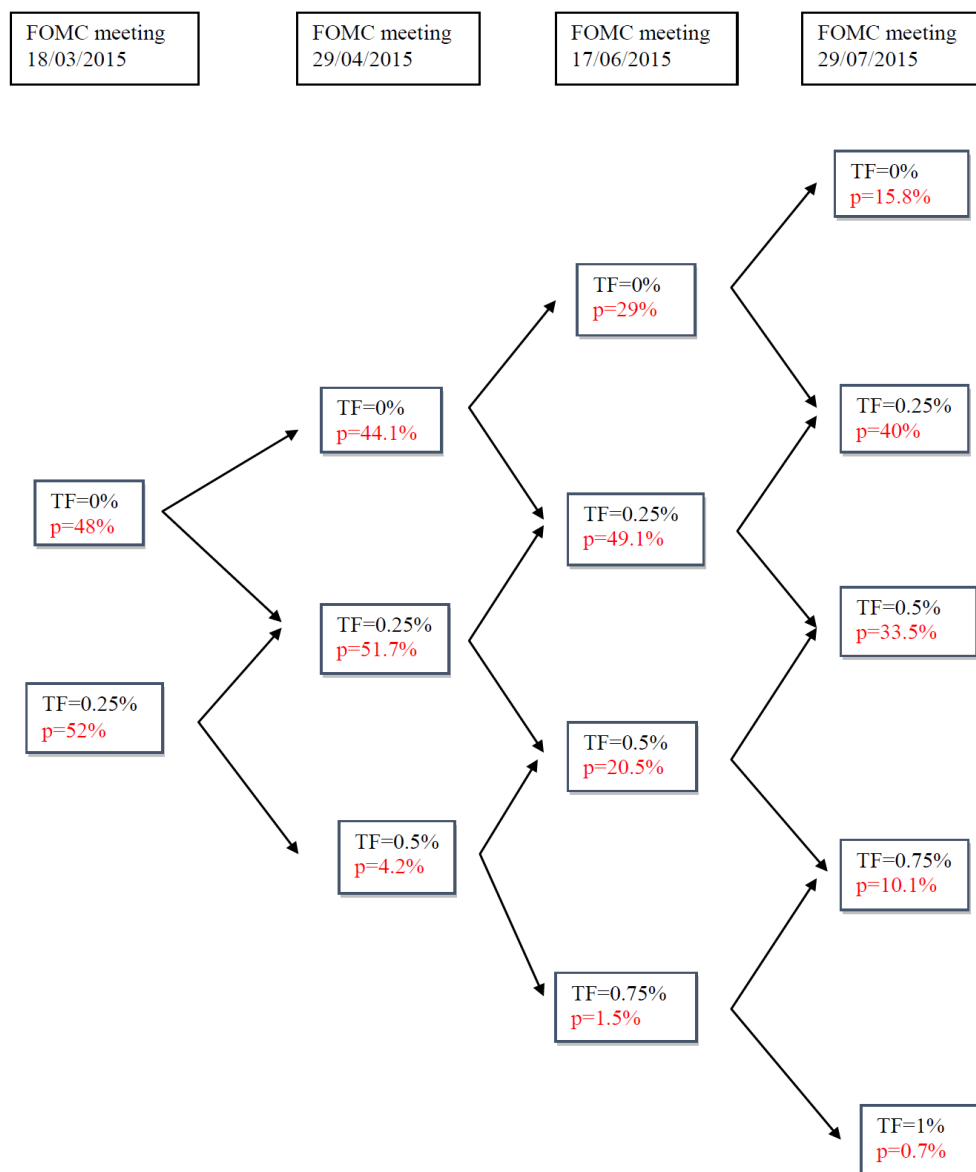 FOMC meeting
18/03/2015
FOMC meeting
29/04/2015
FOMC meeting
17/06/2015
FOMC meeting
29/07/2015
TF=0%
p=48%
TF=0.25%
p=52%
TF=0%
p=44.1%
TF=0.25%
p=51.7%
TF=0.5%
p=4.2%
TF=0%
p=29%
TF=0.25%
p=49.1%
TF=0.5%
p=20.5%
TF=0.75%
p=1.5%
TF=0%
p=15.8%
TF=0.25%
p=40%
TF=0.5%
p=33.5%
TF=0.75%
p=10.1%
TF=1%
p=0.7%